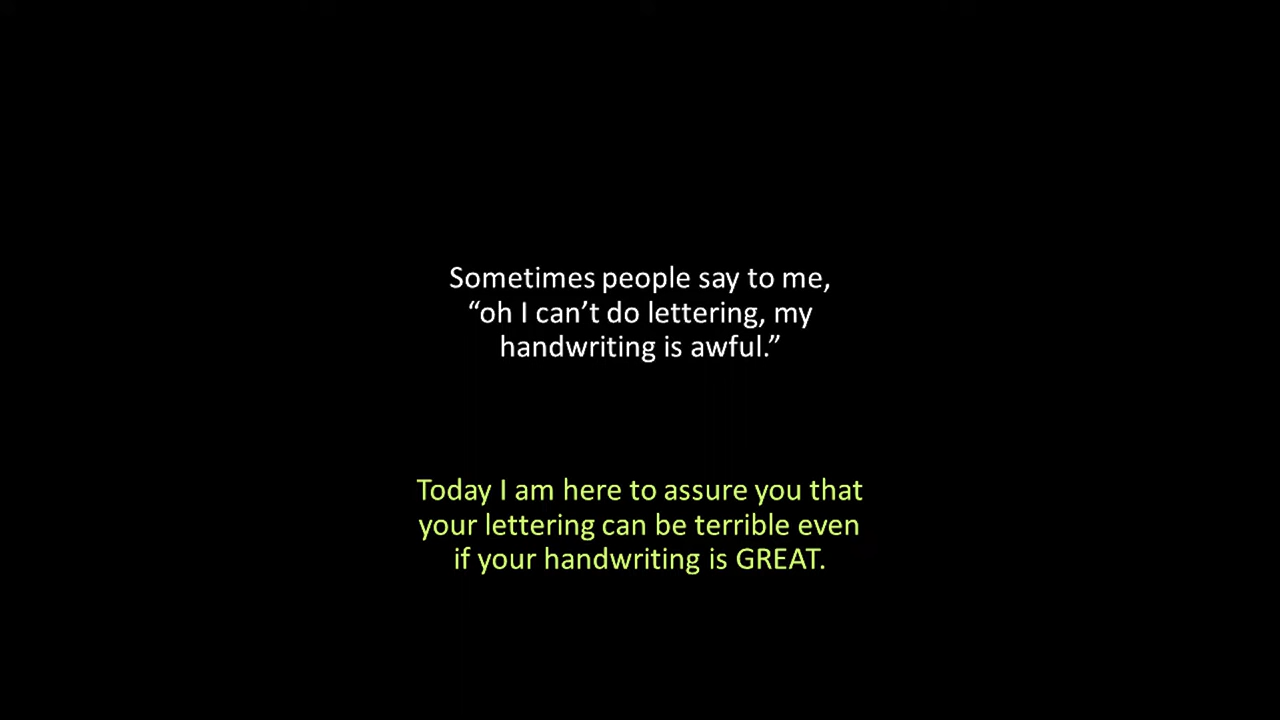 Sometimes people say to me,
“oh I can’t do lettering, my
handwriting is awful.”
Today I am here to assure you that
your lettering can be terrible even
if your handwriting is GREAT.